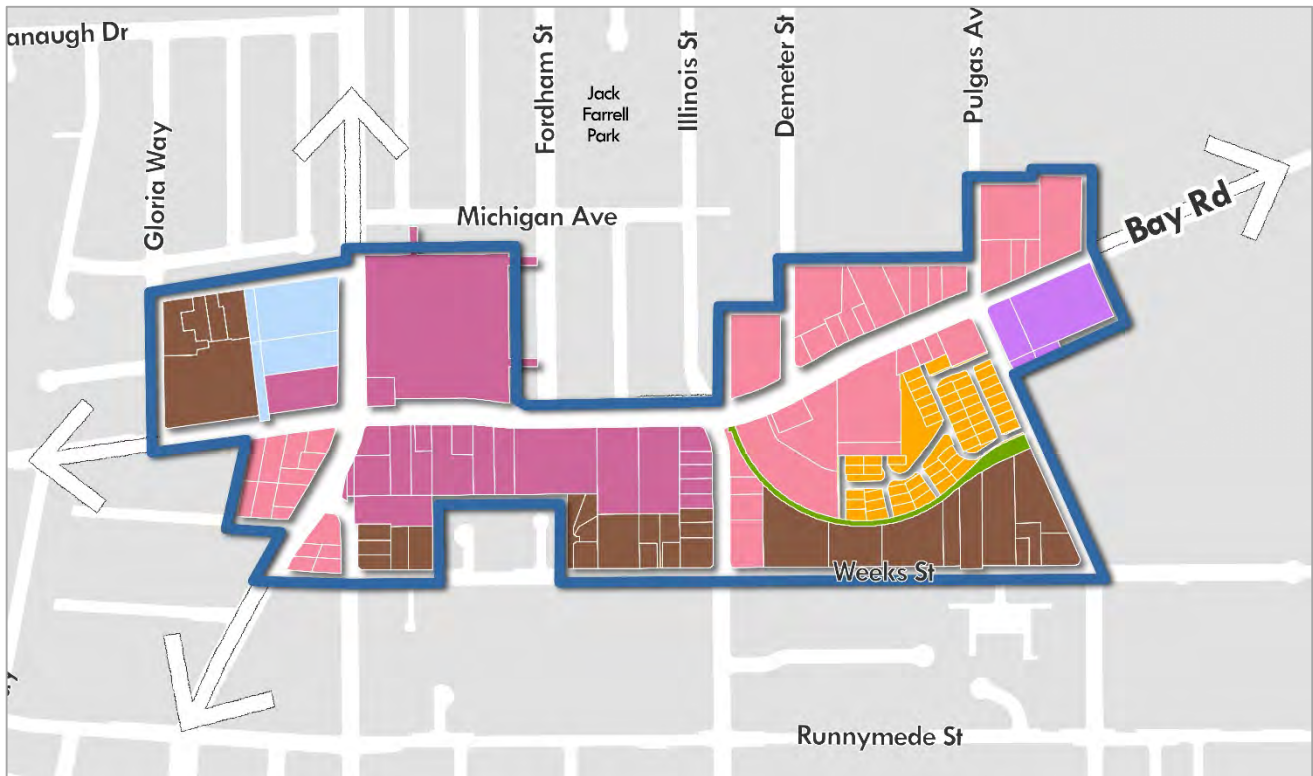 anaugh Dr
Gloria Way
Fordham St
Jack
Farrell
Park
Illinois St
Demeter St
Pulgas Av
Michigan Ave
Bay Rd
Weeks St
Runnymede St